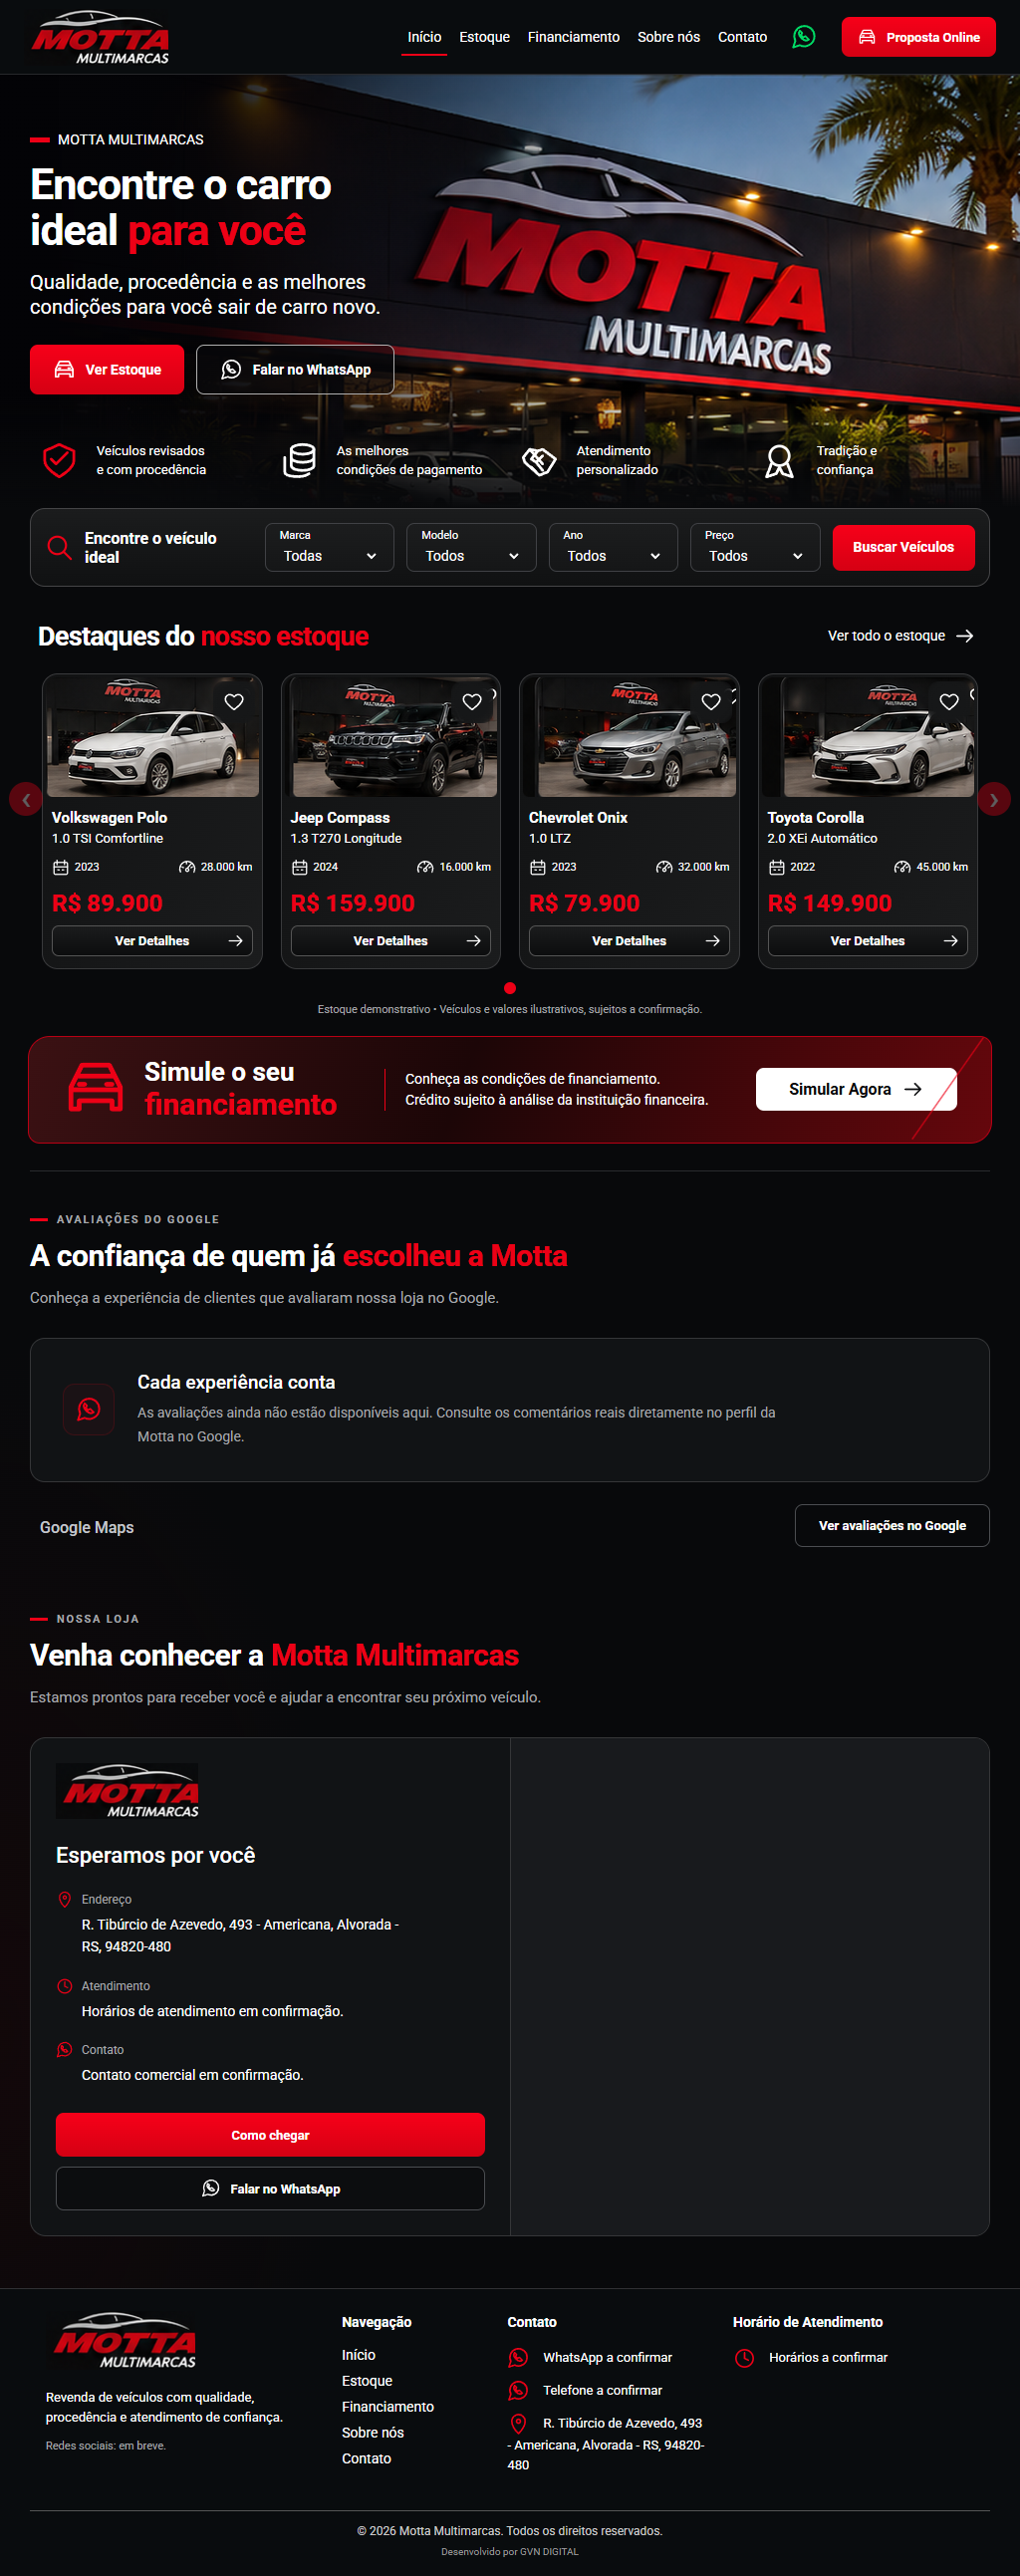 MOTTA
MULTIMARCAS
Início Estoque Financiamento Sobre nós Contato Proposta Online
MOTTA MULTIMARCAS
Encontre o carro
ideal para você
Qualidade, procedência e as melhores
condições para você sair de carro novo.
Ver Estoque Falar no WhatsApp
MOTTA
MULTIMARCAS
Veículos revisados
e com procedência
As melhores
condições de pagamento
Atendimento
personalizado
Tradição e
confiança
Encontre o veículo
ideal
Marca
Todas
Modelo
Todos
Ano
Todos
Preço
Todos
Buscar Veículos
Destaques do nosso estoque
Ver todo o estoque
MOTTA
MULTIMARCAS
Volkswagen Polo
1.0 TSI Comfortline
2023 28.000 km
R$ 89.900
Ver Detalhes
MOTTA
MULTIMARCAS
Jeep Compass
1.3 T270 Longitude
2024 16.000 km
R$ 159.900
Ver Detalhes
MOTTA
MULTIMARCAS
Chevrolet Onix
1.0 LTZ
2023 32.000 km
R$ 79.900
Ver Detalhes
MOTTA
MULTIMARCAS
Toyota Corolla
2.0 XEi Automático
2022 45.000 km
R$ 149.900
Ver Detalhes
Estoque demonstrativo • Veículos e valores ilustrativos, sujeitos a confirmação.
Simule o seu
financiamento
Conheça as condições de financiamento.
Crédito sujeito à análise da instituição financeira.
Simular Agora
AVALIAÇÕES DO GOOGLE
A confiança de quem já escolheu a Motta
Conheça a experiência de clientes que avaliaram nossa loja no Google.
Cada experiência conta
As avaliações ainda não estão disponíveis aqui. Consulte os comentários reais diretamente no perfil da
Motta no Google.
Google Maps
Ver avaliações no Google
NOSSA LOJA
Venha conhecer a Motta Multimarcas
Estamos prontos para receber você e ajudar a encontrar seu próximo veículo.
MOTTA
MULTIMARCAS
Esperamos por você
Endereço
R. Tibúrcio de Azevedo, 493 - Americana, Alvorada -
RS, 94820-480
Atendimento
Horários de atendimento em confirmação.
Contato
Contato comercial em confirmação.
Como chegar
Falar no WhatsApp
MOTTA
MULTIMARCAS
Revenda de veículos com qualidade,
procedência e atendimento de confiança.
Redes sociais: em breve.
Navegação
Início
Estoque
Financiamento
Sobre nós
Contato
Contato
WhatsApp a confirmar
Telefone a confirmar
R. Tibúrcio de Azevedo, 493
- Americana, Alvorada - RS, 94820-
480
Horário de Atendimento
Horários a confirmar
© 2026 Motta Multimarcas. Todos os direitos reservados.
Desenvolvido por GVN DIGITAL